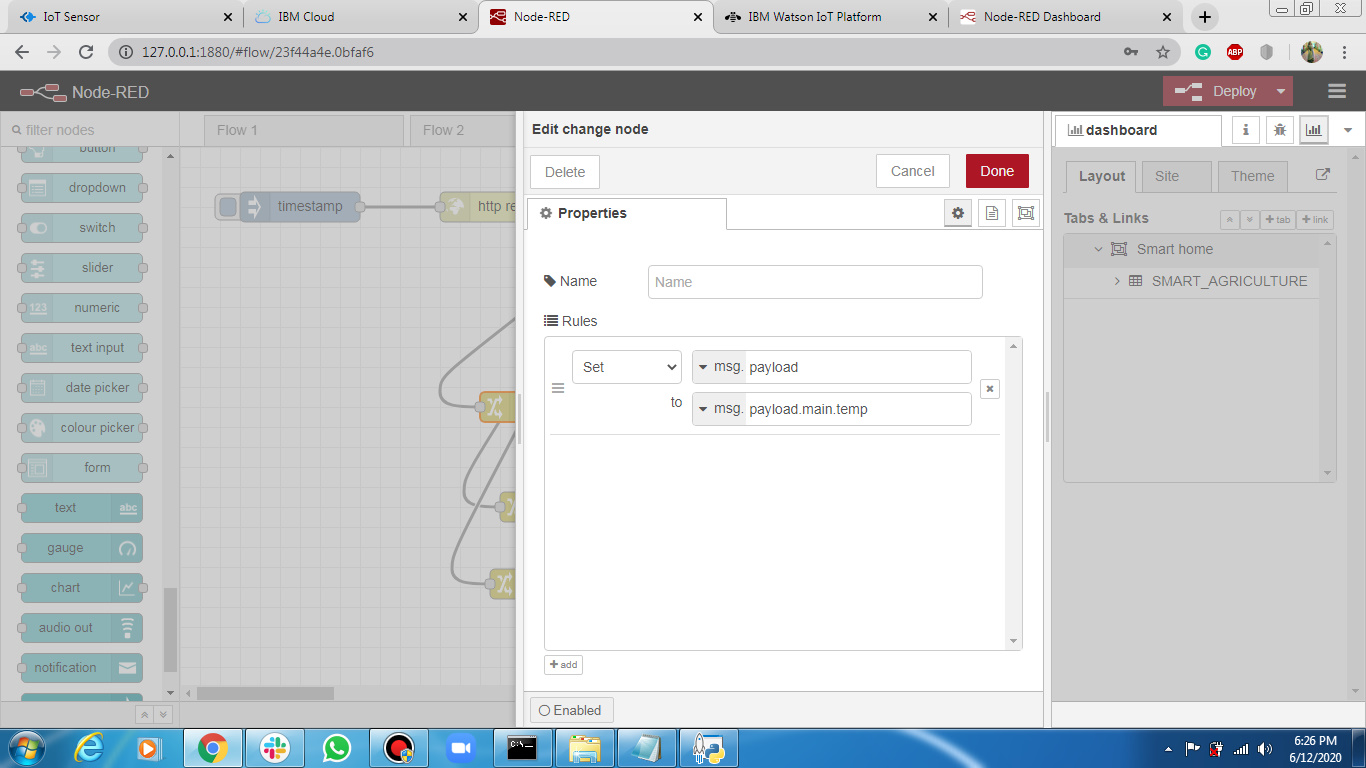 IoT Sensor IBM Cloud Node-RED IBM Watson IoT Platform Node-RED Dashboard
127.0.0.1:1880/#flow/23f44a4e.0bfaf6 ABP
Node-RED Deploy
filter nodes Flow 1 Flow 2 Edit change node dashboard
button
dropdown
switch
slider
123 numeric
abc text input
date picker
colour picker
form
text abc
gauge
chart
audio out
notification
timestamp http re
Delete Cancel Done
Properties
Name Name
Rules
Set msg. payload
to msg. payload.main.temp
add
Enabled
Layout Site Theme
Tabs & Links tab link
Smart home
SMART_AGRICULTURE
C:\.
6:26 PM
6/12/2020